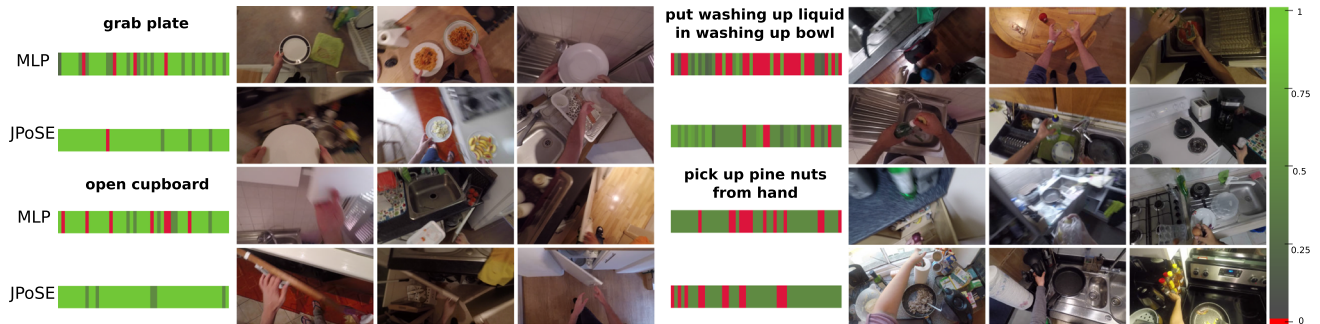 grab plate
MLP
JPoSE
open cupboard
MLP
JPoSE
put washing up liquid
in washing up bowl
pick up pine nuts
from hand
1
0.75
0.5
0.25
0